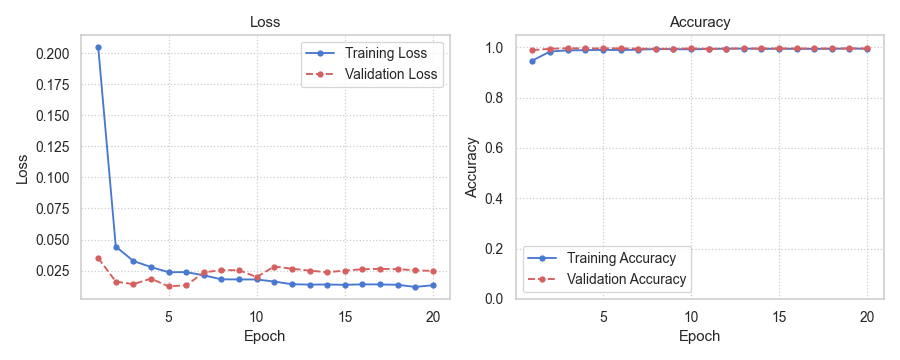 Loss
0.200
0.175
0.150
0.125
0.100
0.075
0.050
0.025
Loss
Training Loss
Validation Loss
5
10
15
20
Epoch
Accuracy
1.0
0.8
0.6
0.4
0.2
0.0
Accuracy
Training Accuracy
Validation Accuracy
5
10
15
20
Epoch